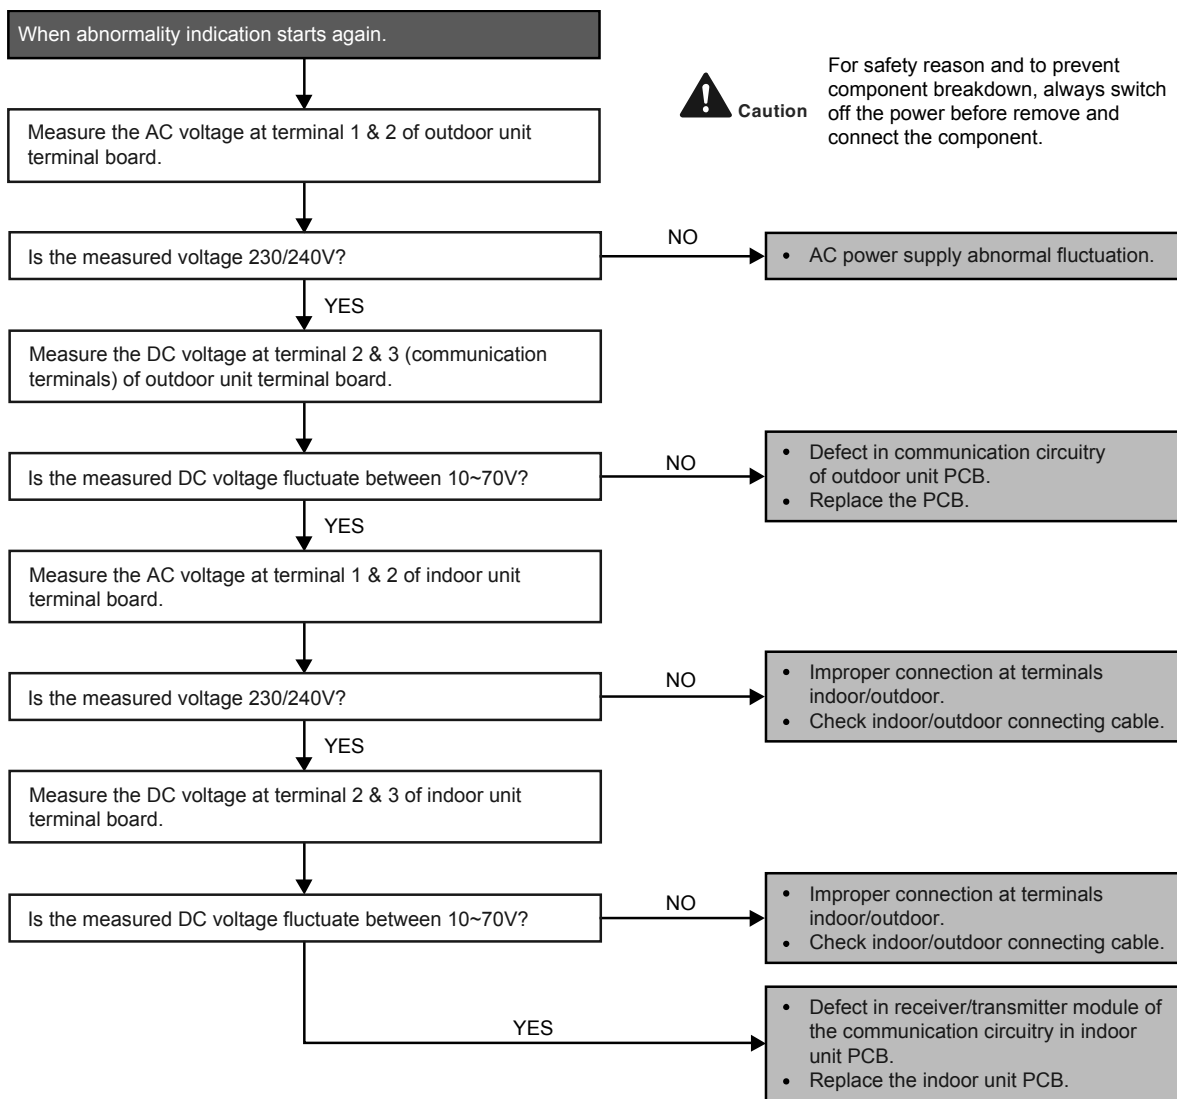 When abnormality indication starts again.
For safety reason and to prevent
component breakdown, always switch
off the power before remove and
connect the component.
Caution
Measure the AC voltage at terminal 1 & 2 of outdoor unit
terminal board.
Is the measured voltage 230/240V?
NO
• AC power supply abnormal fluctuation.
YES
Measure the DC voltage at terminal 2 & 3 (communication
terminals) of outdoor unit terminal board.
Is the measured DC voltage fluctuate between 10~70V?
NO
• Defect in communication circuitry
of outdoor unit PCB.
• Replace the PCB.
YES
Measure the AC voltage at terminal 1 & 2 of indoor unit
terminal board.
Is the measured voltage 230/240V?
NO
• Improper connection at terminals
indoor/outdoor.
• Check indoor/outdoor connecting cable.
YES
Measure the DC voltage at terminal 2 & 3 of indoor unit
terminal board.
Is the measured DC voltage fluctuate between 10~70V?
NO
• Improper connection at terminals
indoor/outdoor.
• Check indoor/outdoor connecting cable.
YES
• Defect in receiver/transmitter module of
the communication circuitry in indoor
unit PCB.
• Replace the indoor unit PCB.